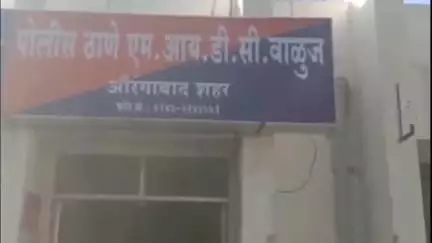 पोलीस ठाणे एम.आय.डी.सी.वाळुज
औरंगाबाद शहर